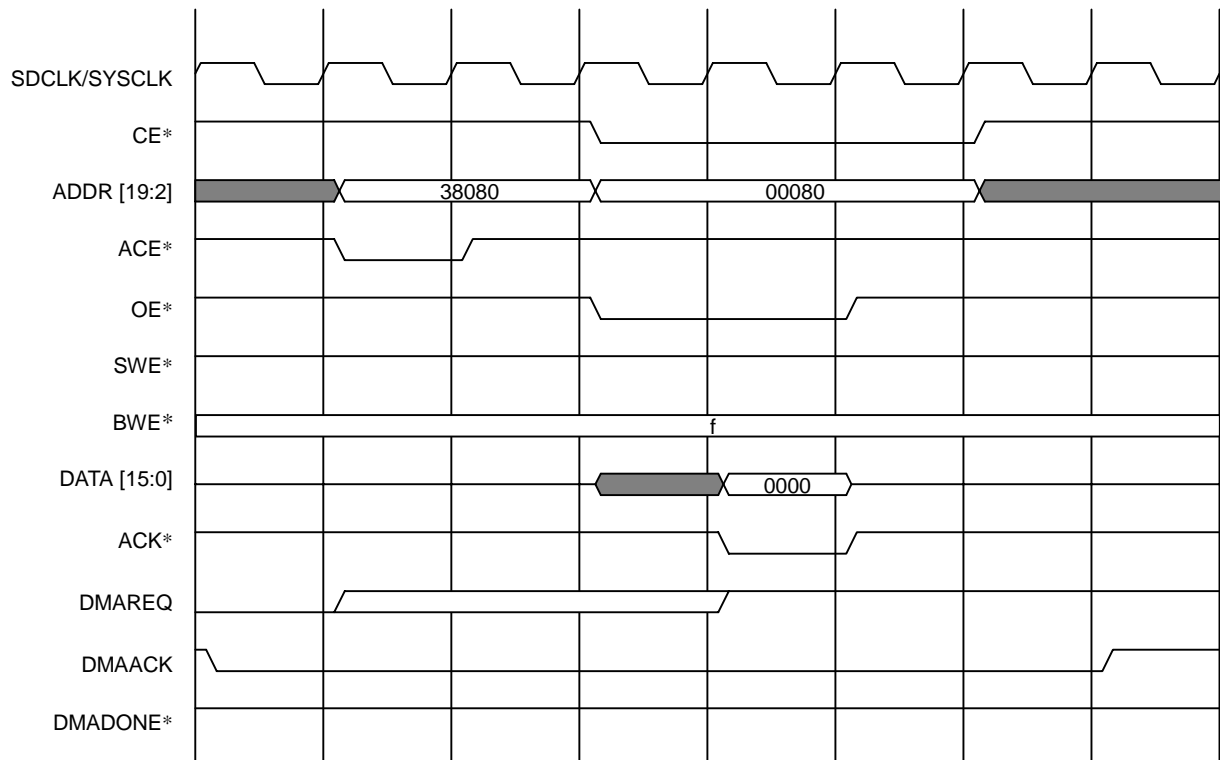 SDCLK/SYSCLK
CE*
ADDR [19:2]
38080
00080
ACE*
OE*
SWE*
BWE*
f
DATA [15:0]
0000
ACK*
DMAREQ
DMAACK
DMADONE*